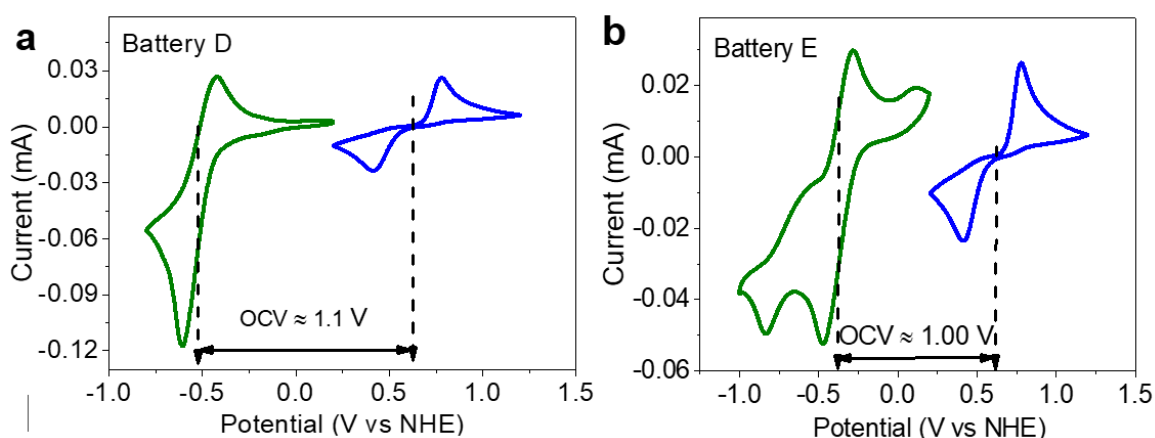 a
Battery D
Current (mA)
0.03
0.00
-0.03
-0.06
-0.09
-0.12
OCV ≈ 1.1 V
-1.0 -0.5 0.0 0.5 1.0 1.5
Potential (V vs NHE)
b
Battery E
Current (mA)
0.02
0.00
-0.02
-0.04
-0.06
OCV ≈ 1.00 V
-1.0 -0.5 0.0 0.5 1.0 1.5
Potential (V vs NHE)